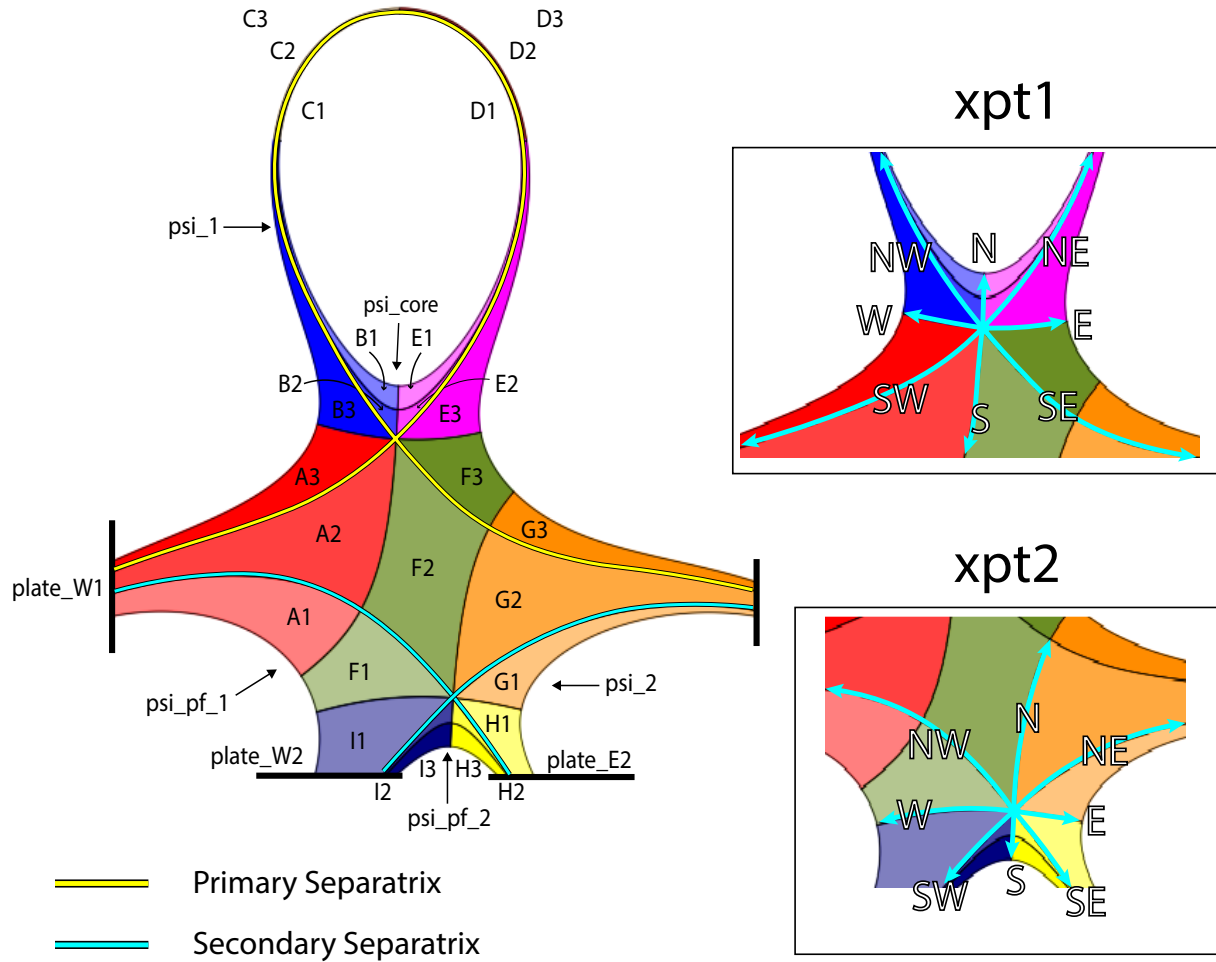 C3
D3
C2
D2
xpt1
C1
D1
psi_1
N
NW
NE
psi_core
W
E
B1
E1
B2
E2
B3
E3
SW
S
SE
A3
F3
G3
A2
xpt2
F2
plate_W1
G2
A1
F1
G1
psi_pf_1
psi_2
N
NW
NE
H1
I1
plate_W2
plate_E2
I3
H3
I2
H2
psi_pf_2
W
E
S
SW
SE
Primary Separatrix
Secondary Separatrix